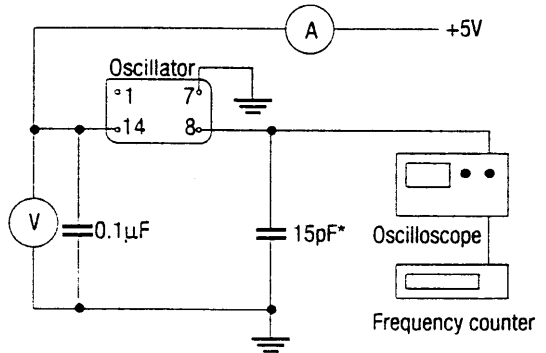 A
+5V
Oscillator
1 7
14 8
V
0.1µF
15pF*
Oscilloscope
Frequency counter